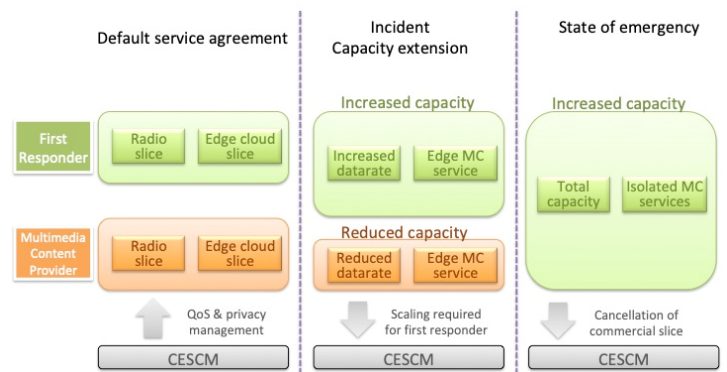 Default service agreement
Incident
Capacity extension
State of emergency
Increased capacity
Increased capacity
First
Responder
Radio
slice
Edge cloud
slice
Increased
datarate
Edge MC
service
Total
capacity
Isolated MC
services
Multimedia
Content
Provider
Radio
slice
Edge cloud
slice
Reduced capacity
Reduced
datarate
Edge MC
service
QoS & privacy
management
Scaling required
for first responder
Cancellation of
commercial slice
CESCM
CESCM
CESCM